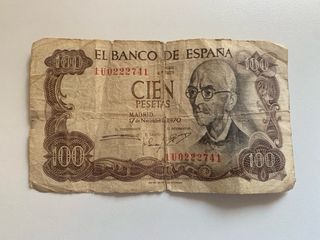 100 EL BANCO DE ESPAÑA 100
1U0222741
CIEN
PESETAS
MADRID
17 de Noviembre de 1970
1U0222741
100 100